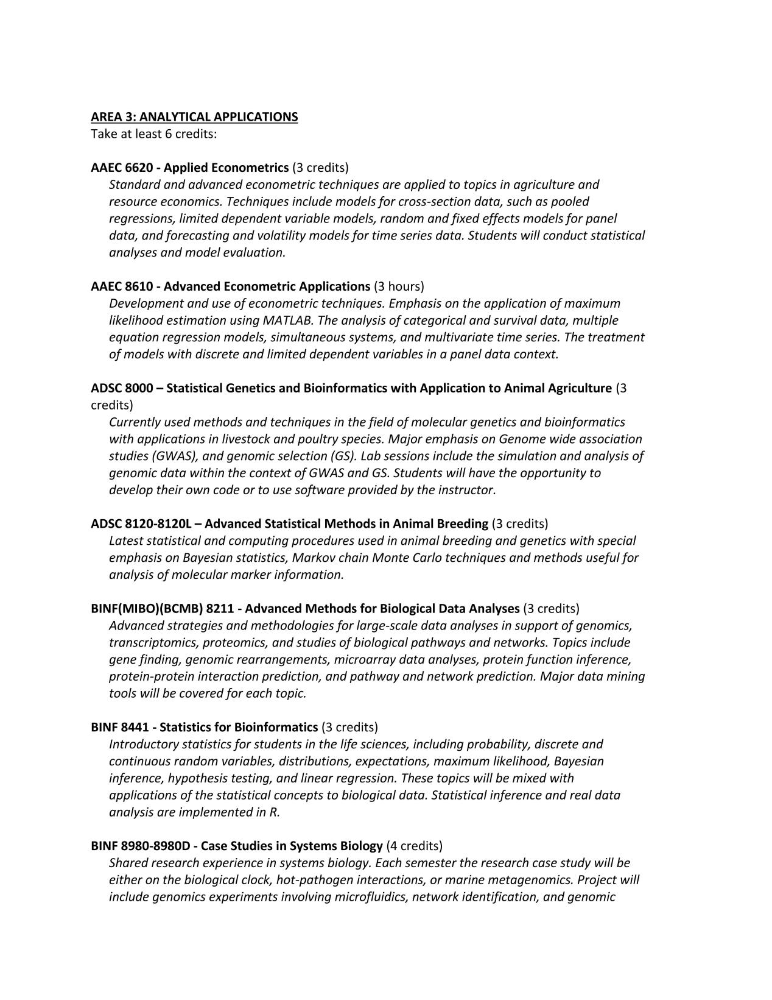 AREA 3: ANALYTICAL APPLICATIONS
Take at least 6 credits:
AAEC 6620 - Applied Econometrics (3 credits)
Standard and advanced econometric techniques are applied to topics in agriculture and
resource economics. Techniques include models for cross-section data, such as pooled
regressions, limited dependent variable models, random and fixed effects models for panel
data, and forecasting and volatility models for time series data. Students will conduct statistical
analyses and model evaluation.
AAEC 8610 - Advanced Econometric Applications (3 hours)
Development and use of econometric techniques. Emphasis on the application of maximum
likelihood estimation using MATLAB. The analysis of categorical and survival data, multiple
equation regression models, simultaneous systems, and multivariate time series. The treatment
of models with discrete and limited dependent variables in a panel data context.
ADSC 8000 – Statistical Genetics and Bioinformatics with Application to Animal Agriculture (3
credits)
Currently used methods and techniques in the field of molecular genetics and bioinformatics
with applications in livestock and poultry species. Major emphasis on Genome wide association
studies (GWAS), and genomic selection (GS). Lab sessions include the simulation and analysis of
genomic data within the context of GWAS and GS. Students will have the opportunity to
develop their own code or to use software provided by the instructor.
ADSC 8120-8120L – Advanced Statistical Methods in Animal Breeding (3 credits)
Latest statistical and computing procedures used in animal breeding and genetics with special
emphasis on Bayesian statistics, Markov chain Monte Carlo techniques and methods useful for
analysis of molecular marker information.
BINF(MIBO)(BCMB) 8211 - Advanced Methods for Biological Data Analyses (3 credits)
Advanced strategies and methodologies for large-scale data analyses in support of genomics,
transcriptomics, proteomics, and studies of biological pathways and networks. Topics include
gene finding, genomic rearrangements, microarray data analyses, protein function inference,
protein-protein interaction prediction, and pathway and network prediction. Major data mining
tools will be covered for each topic.
BINF 8441 - Statistics for Bioinformatics (3 credits)
Introductory statistics for students in the life sciences, including probability, discrete and
continuous random variables, distributions, expectations, maximum likelihood, Bayesian
inference, hypothesis testing, and linear regression. These topics will be mixed with
applications of the statistical concepts to biological data. Statistical inference and real data
analysis are implemented in R.
BINF 8980-8980D - Case Studies in Systems Biology (4 credits)
Shared research experience in systems biology. Each semester the research case study will be
either on the biological clock, hot-pathogen interactions, or marine metagenomics. Project will
include genomics experiments involving microfluidics, network identification, and genomic